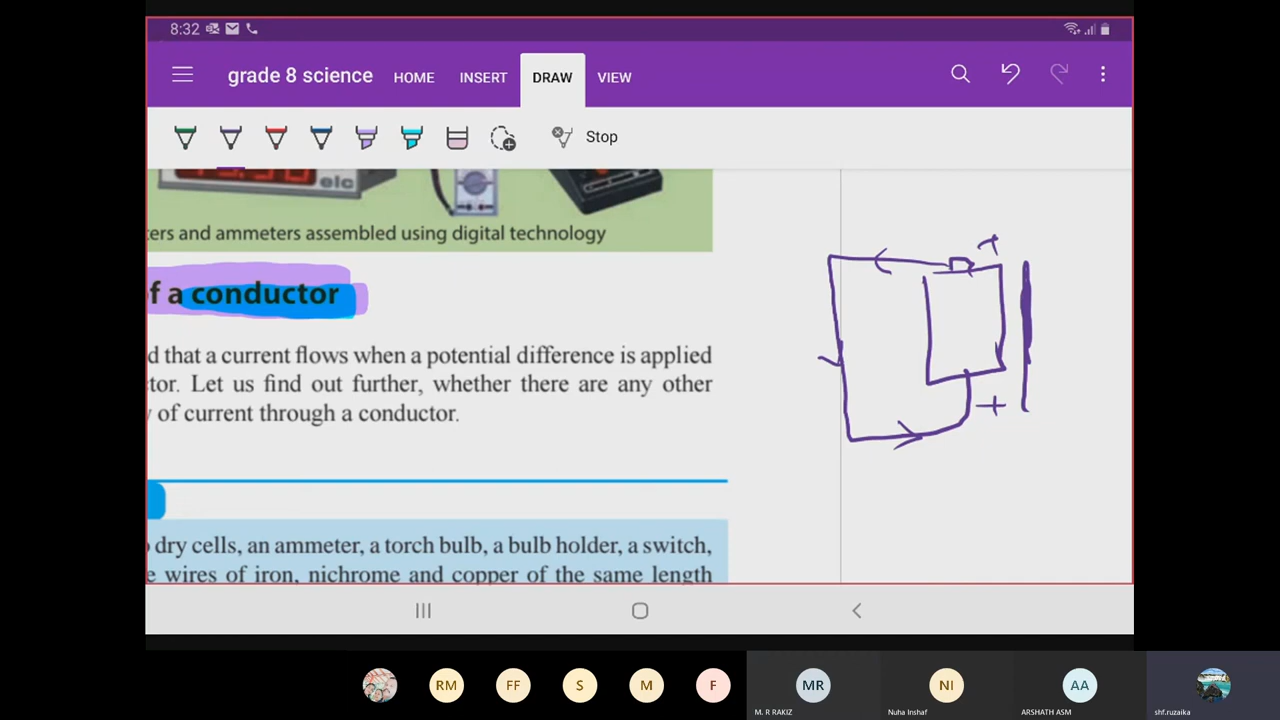 8:32
grade 8 science HOME INSERT DRAW VIEW
Stop
elc
ters and ammeters assembled using digital technology
f a conductor
d that a current flows when a potential difference is applied
tor. Let us find out further, whether there are any other
y of current through a conductor.
+
+
dry cells, an ammeter, a torch bulb, a bulb holder, a switch,
e wires of iron, nichrome and copper of the same length
RM FF S M F MR NI AA
M. R RAKIZ Nuha Inshaf ARSHATH ASM shf.ruzaika